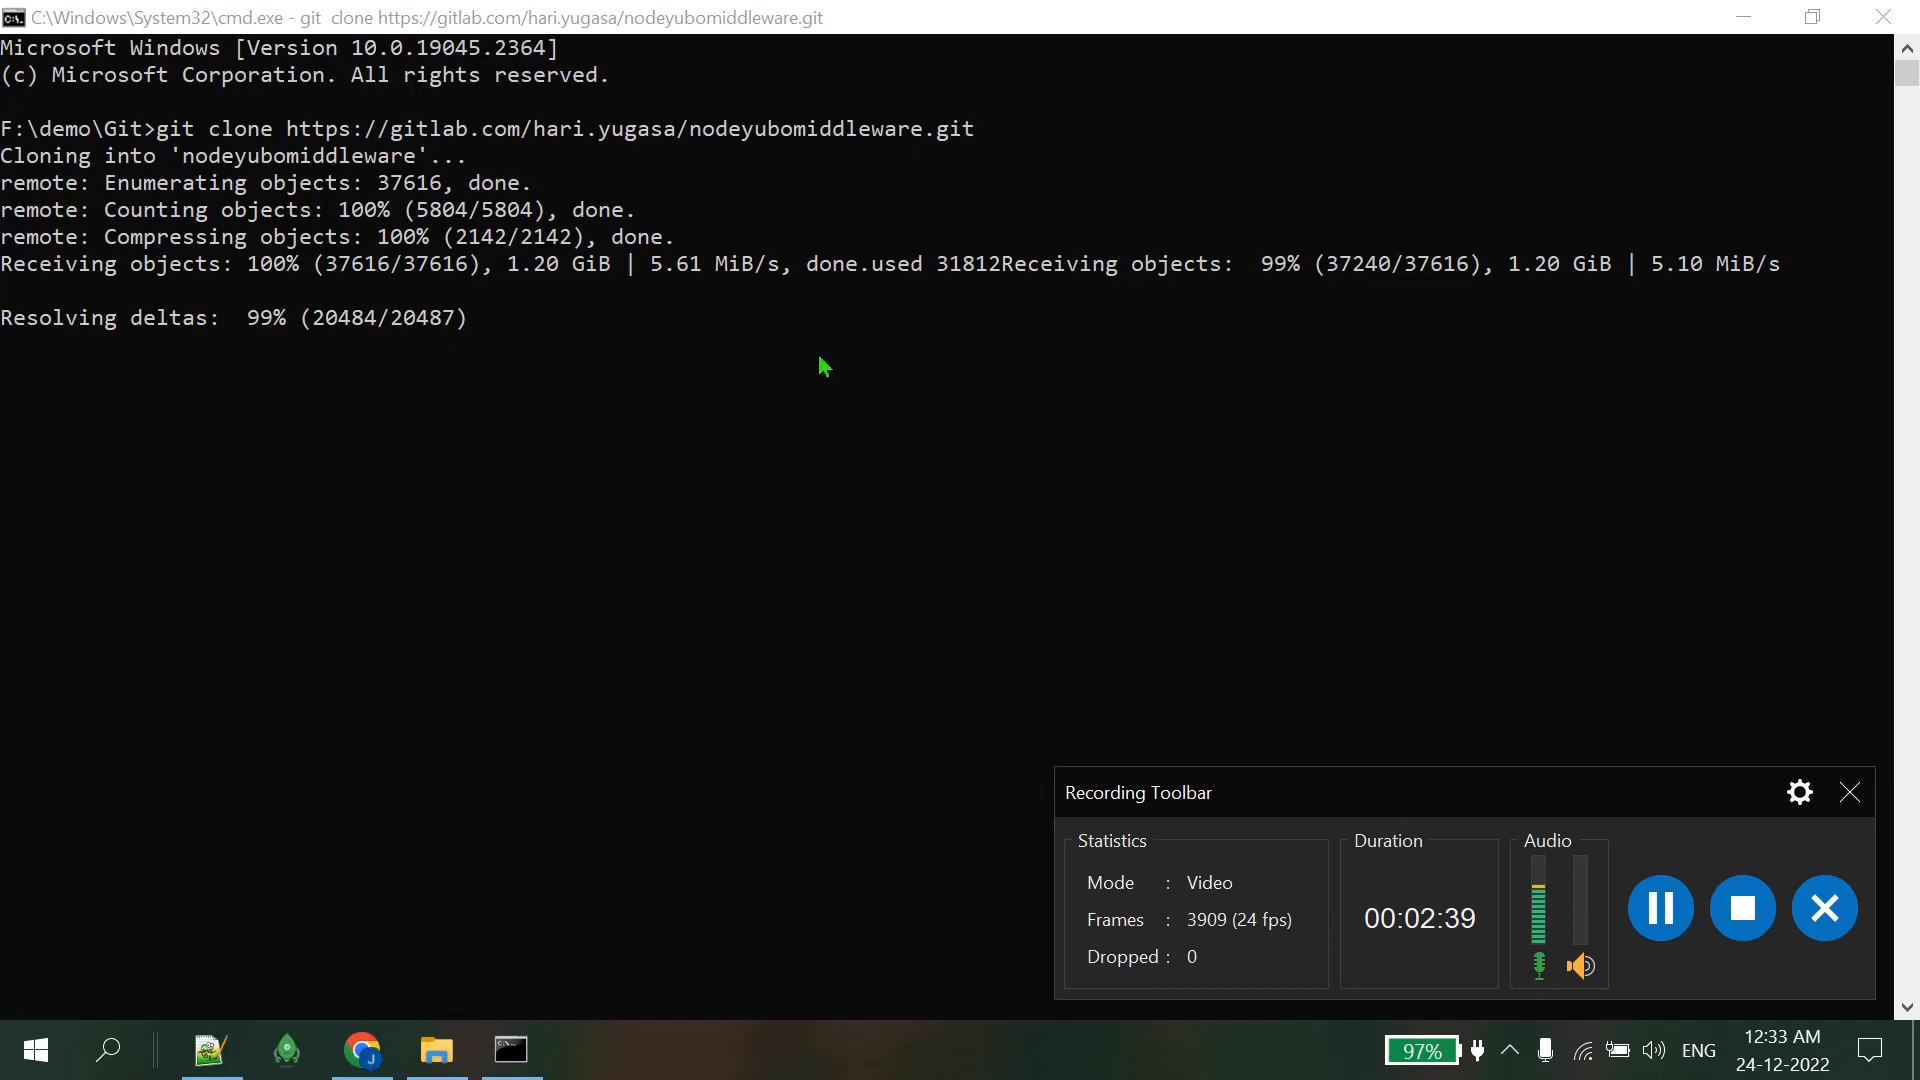 C:\Windows\System32\cmd.exe - git  clone https://gitlab.com/hari.yugasa/nodeyubomiddleware.git
Microsoft Windows [Version 10.0.19045.2364]
(c) Microsoft Corporation. All rights reserved.
F:\demo\Git>git clone https://gitlab.com/hari.yugasa/nodeyubomiddleware.git
Cloning into 'nodeyubomiddleware'...
remote: Enumerating objects: 37616, done.
remote: Counting objects: 100% (5804/5804), done.
remote: Compressing objects: 100% (2142/2142), done.
Receiving objects: 100% (37616/37616), 1.20 GiB | 5.61 MiB/s, done.used 31812Receiving objects:  99% (37240/37616), 1.20 GiB | 5.10 MiB/s
Resolving deltas:  99% (20484/20487)
Recording Toolbar
Statistics
Mode : Video
Frames : 3909 (24 fps)
Dropped : 0
Duration
00:02:39
Audio
97%
ENG
12:33 AM
24-12-2022